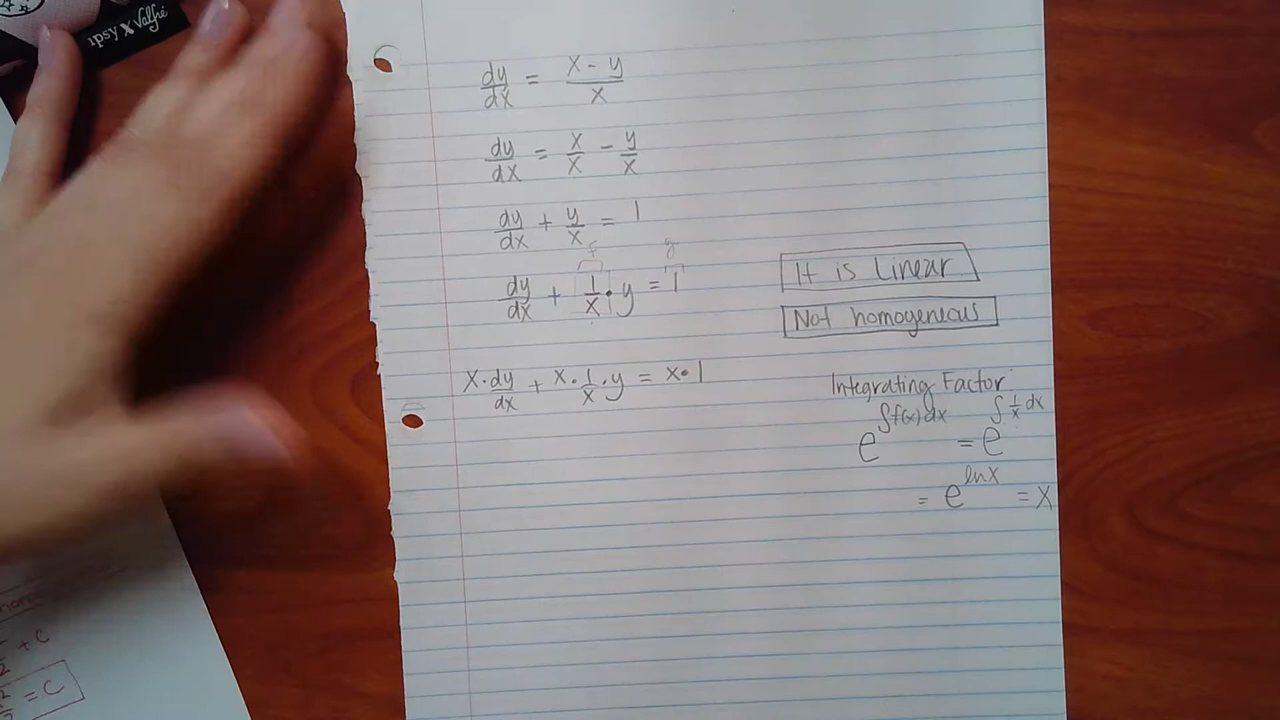 ipsy x Valfré
dy/dx = (x - y)/x
dy/dx = x/x - y/x
dy/dx + y/x = 1
f g
dy/dx + 1/x • y = 1
It is Linear
Not homogeneous
x • dy/dx + x • 1/x • y = x • 1
Integrating Factor:
e^∫f(x)dx = e^∫1/x dx
= e^lnx = x
+ C
= C